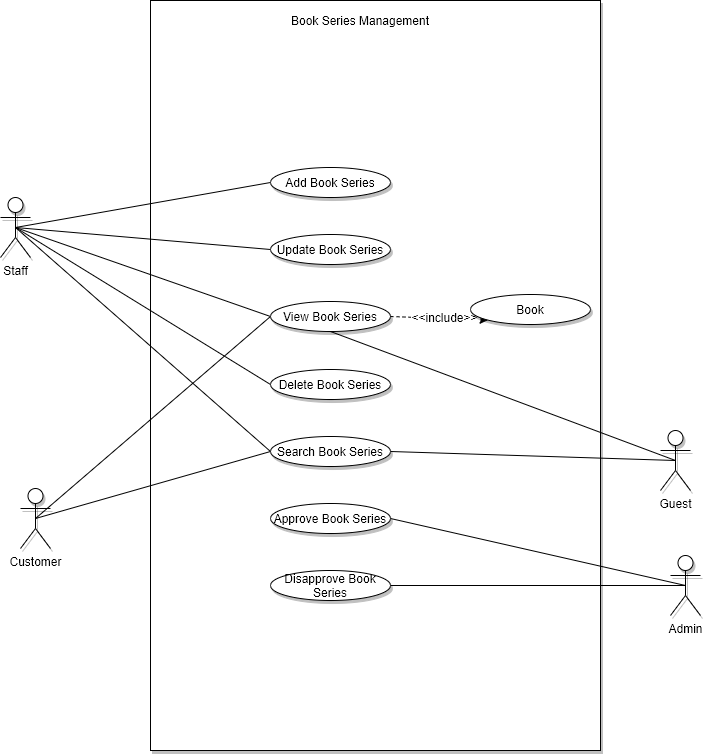 Book Series Management
Add Book Series
Update Book Series
Staff
View Book Series
<<include>>
Book
Delete Book Series
Search Book Series
Guest
Approve Book Series
Customer
Disapprove Book
Series
Admin